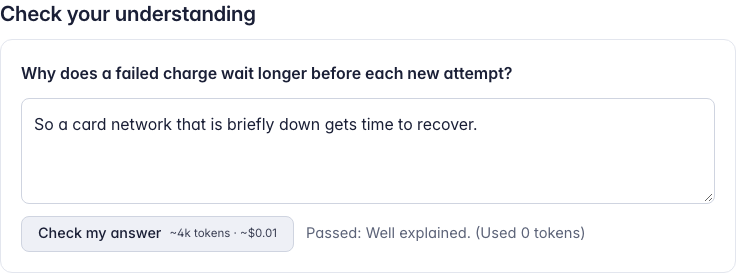 Check your understanding
Why does a failed charge wait longer before each new attempt?
So a card network that is briefly down gets time to recover.
Check my answer ~4k tokens · ~$0.01 Passed: Well explained. (Used 0 tokens)